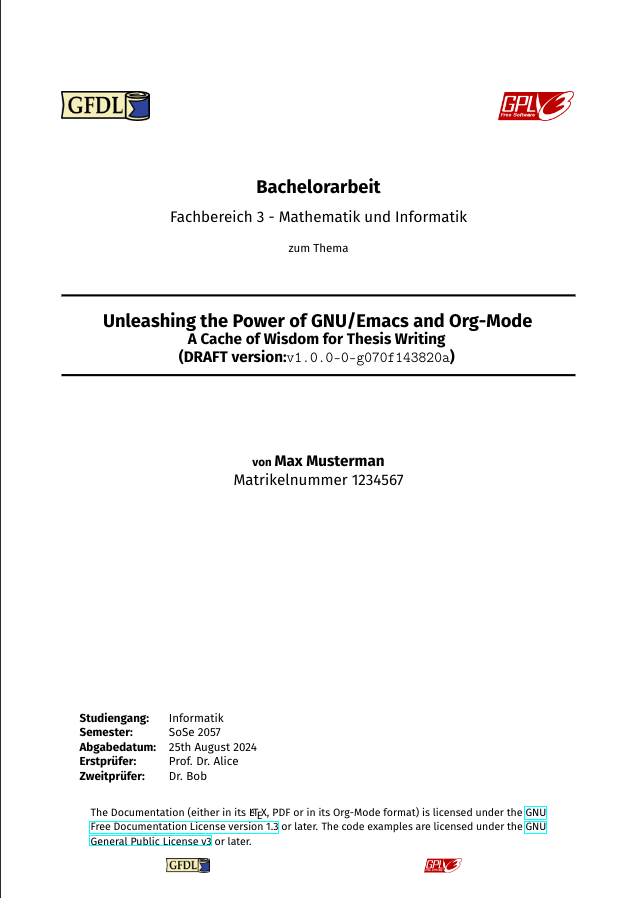 GFDL
GPLv3
Free Software
Bachelorarbeit
Fachbereich 3 - Mathematik und Informatik
zum Thema
Unleashing the Power of GNU/Emacs and Org-Mode
A Cache of Wisdom for Thesis Writing
(DRAFT version:v1.0.0-0-g070f143820a)
von Max Musterman
Matrikelnummer 1234567
Studiengang: Informatik
Semester: SoSe 2057
Abgabedatum: 25th August 2024
Erstprüfer: Prof. Dr. Alice
Zweitprüfer: Dr. Bob
The Documentation (either in its LATEX, PDF or in its Org-Mode format) is licensed under the GNU
Free Documentation License version 1.3 or later. The code examples are licensed under the GNU
General Public License v3 or later.
GFDL
GPLv3